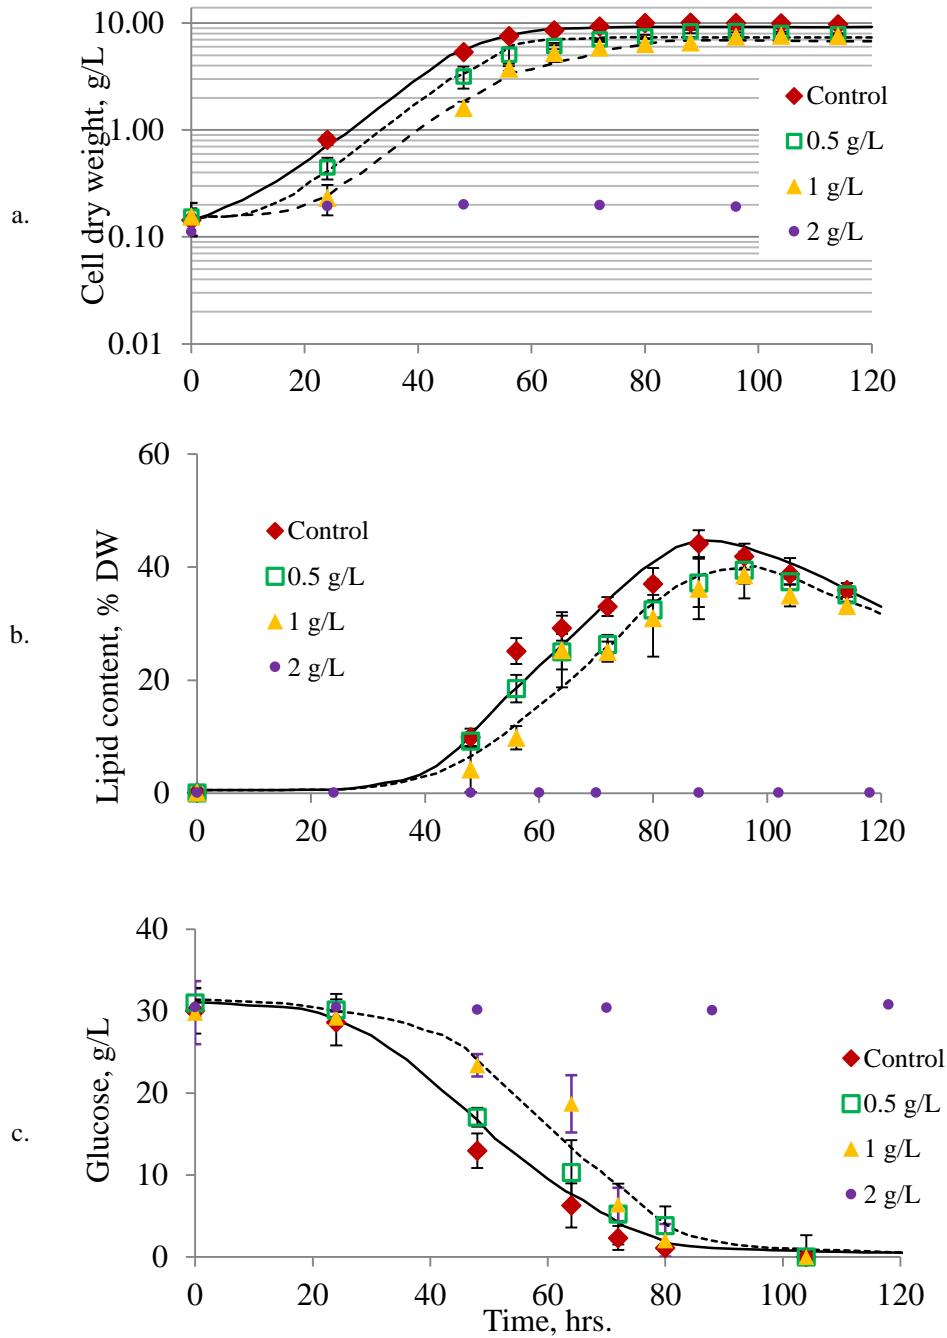 a.
Cell dry weight, g/L
10.00
1.00
0.10
0.01
0 20 40 60 80 100 120
Control
0.5 g/L
1 g/L
2 g/L
b.
Lipid content, % DW
60
40
20
0
0 20 40 60 80 100 120
Control
0.5 g/L
1 g/L
2 g/L
c.
Glucose, g/L
40
30
20
10
0
0 20 40 60 80 100 120
Control
0.5 g/L
1 g/L
2 g/L
Time, hrs.